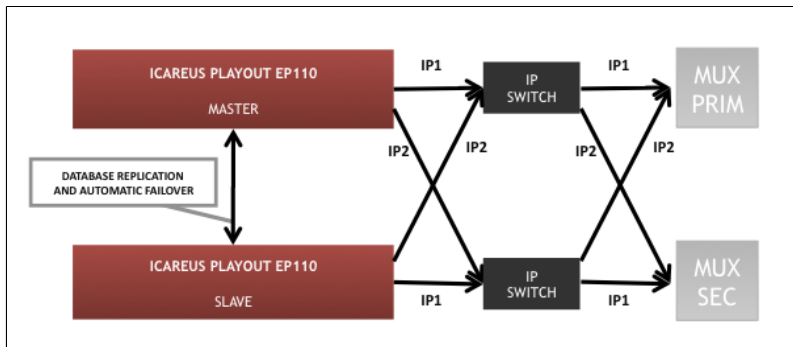 ICAREUS PLAYOUT EP110
MASTER
IP1
IP
SWITCH
IP1
MUX
PRIM
IP2
IP2
IP2
IP2
DATABASE REPLICATION
AND AUTOMATIC FAILOVER
ICAREUS PLAYOUT EP110
SLAVE
IP1
IP
SWITCH
IP1
MUX
SEC